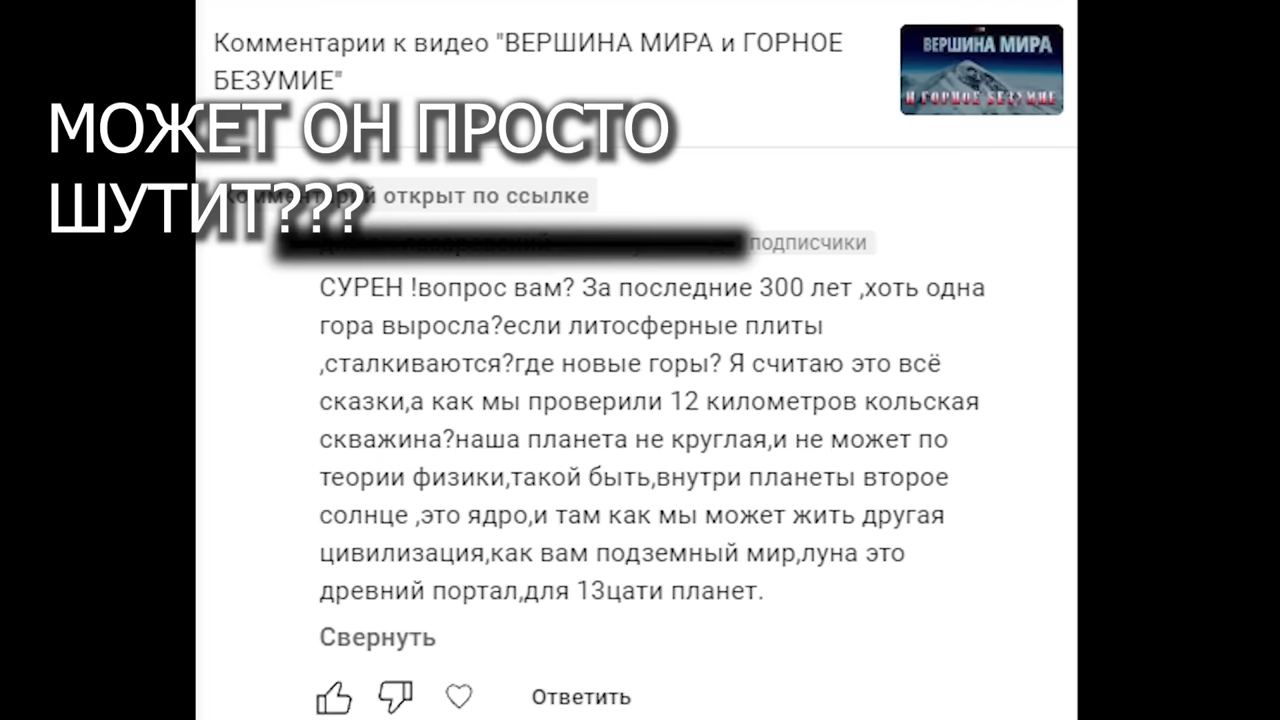 Комментарии к видео "ВЕРШИНА МИРА и ГОРНОЕ
БЕЗУМИЕ"
ВЕРШИНА МИРА
И ГОРНОЕ БЕЗУМИЕ
МОЖЕТ ОН ПРОСТО
ШУТИТ???
Комментарий открыт по ссылке
подписчики
СУРЕН !вопрос вам? За последние 300 лет ,хоть одна
гора выросла?если литосферные плиты
,сталкиваются?где новые горы? Я считаю это всё
сказки,а как мы проверили 12 километров кольская
скважина?наша планета не круглая,и не может по
теории физики,такой быть,внутри планеты второе
солнце ,это ядро,и там как мы может жить другая
цивилизация,как вам подземный мир,луна это
древний портал,для 13цати планет.
Свернуть
Ответить